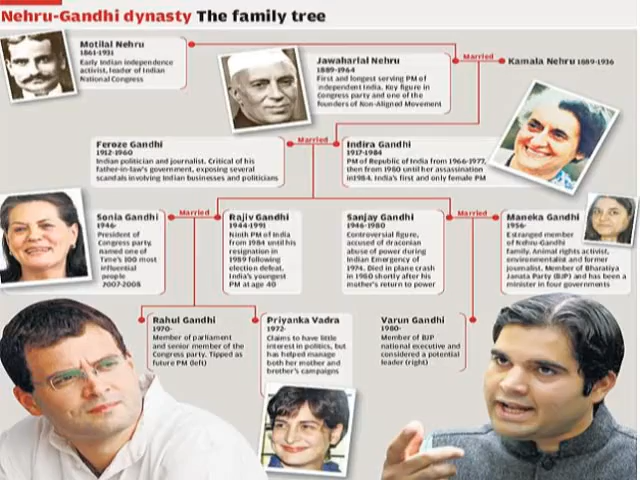 Nehru-Gandhi dynasty The family tree
Motilal Nehru
1861-1931
Early Indian independence
activist, leader of Indian
National Congress
Jawaharlal Nehru
1889-1964
First and longest serving PM of
independent India. Key figure in
Congress party and one of the
founders of Non-Aligned Movement
Married
Kamala Nehru 1889-1936
Feroze Gandhi
1912-1960
Indian politician and journalist. Critical of his
father-in-law's government, exposing several
scandals involving Indian businesses and politicians
Married
Indira Gandhi
1917-1984
PM of Republic of India from 1966-1977,
then from 1980 until her assassination
in1984. India's first and only female PM
Sonia Gandhi
1946-
President of
Congress party,
named one of
Time's 100 most
influential
people
2007-2008
Married
Rajiv Gandhi
1944-1991
Ninth PM of India
from 1984 until his
resignation in
1989 following
election defeat.
India's youngest
PM at age 40
Sanjay Gandhi
1946-1980
Controversial figure,
accused of draconian
abuse of power during
Indian Emergency of
1974. Died in plane crash
in 1980 shortly after his
mother's return to power
Married
Maneka Gandhi
1956-
Estranged member
of Nehru-Gandhi
family. Animal rights activist,
environmentalist and former
journalist. Member of Bharatiya
Janata Party (BJP) and has been a
minister in four governments
Rahul Gandhi
1970-
Member of parliament
and senior member of the
Congress party. Tipped as
future PM (left)
Priyanka Vadra
1972-
Claims to have little
interest in politics, but
has helped manage
both her mother and
brother's campaigns
Varun Gandhi
1980-
Member of BJP
national executive and
considered a potential
leader (right)